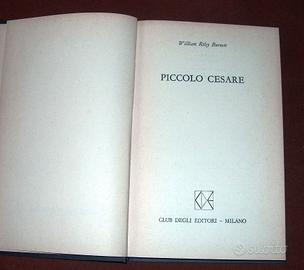 William Riley Burnett
PICCOLO CESARE
CLUB DEGLI EDITORI - MILANO
subito